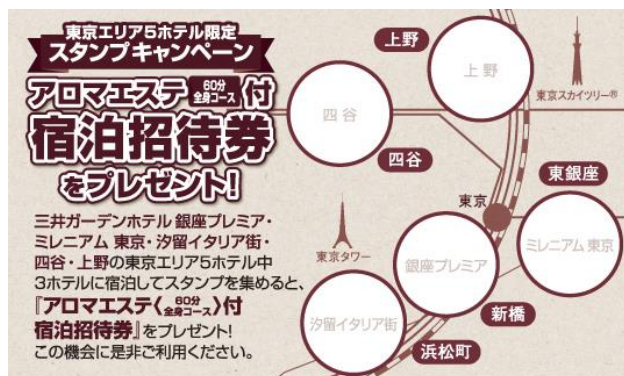 東京エリア5ホテル限定
スタンプキャンペーン
アロマエステ 60分 全身コース 付
宿泊招待券
をプレゼント!
三井ガーデンホテル 銀座プレミア・
ミレニアム 東京・汐留イタリア街・
四谷・上野の東京エリア5ホテル中
3ホテルに宿泊してスタンプを集めると、
『アロマエステ〈60分 全身コース〉付
宿泊招待券』をプレゼント!
この機会に是非ご利用ください。
上野
上野
東京スカイツリー®
四谷
四谷
東銀座
東京
ミレニアム 東京
東京タワー
銀座プレミア
新橋
汐留イタリア街
浜松町